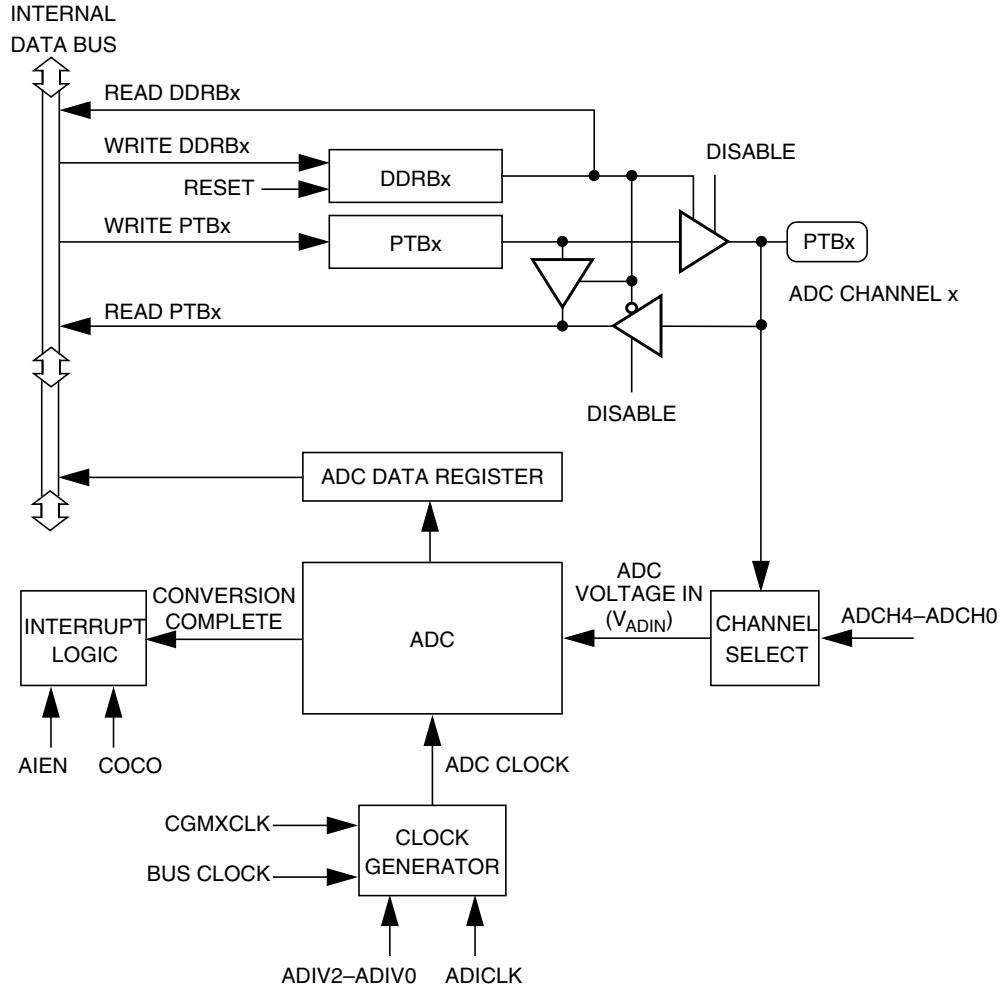 INTERNAL
DATA BUS
READ DDRBx
WRITE DDRBx
DISABLE
RESET
DDRBx
WRITE PTBx
PTBx
PTBx
ADC CHANNEL x
READ PTBx
DISABLE
ADC DATA REGISTER
INTERRUPT
LOGIC
CONVERSION
COMPLETE
ADC
ADC
VOLTAGE IN
(VADIN)
CHANNEL
SELECT
ADCH4–ADCH0
AIEN
COCO
ADC CLOCK
CGMXCLK
BUS CLOCK
CLOCK
GENERATOR
ADIV2–ADIV0
ADICLK